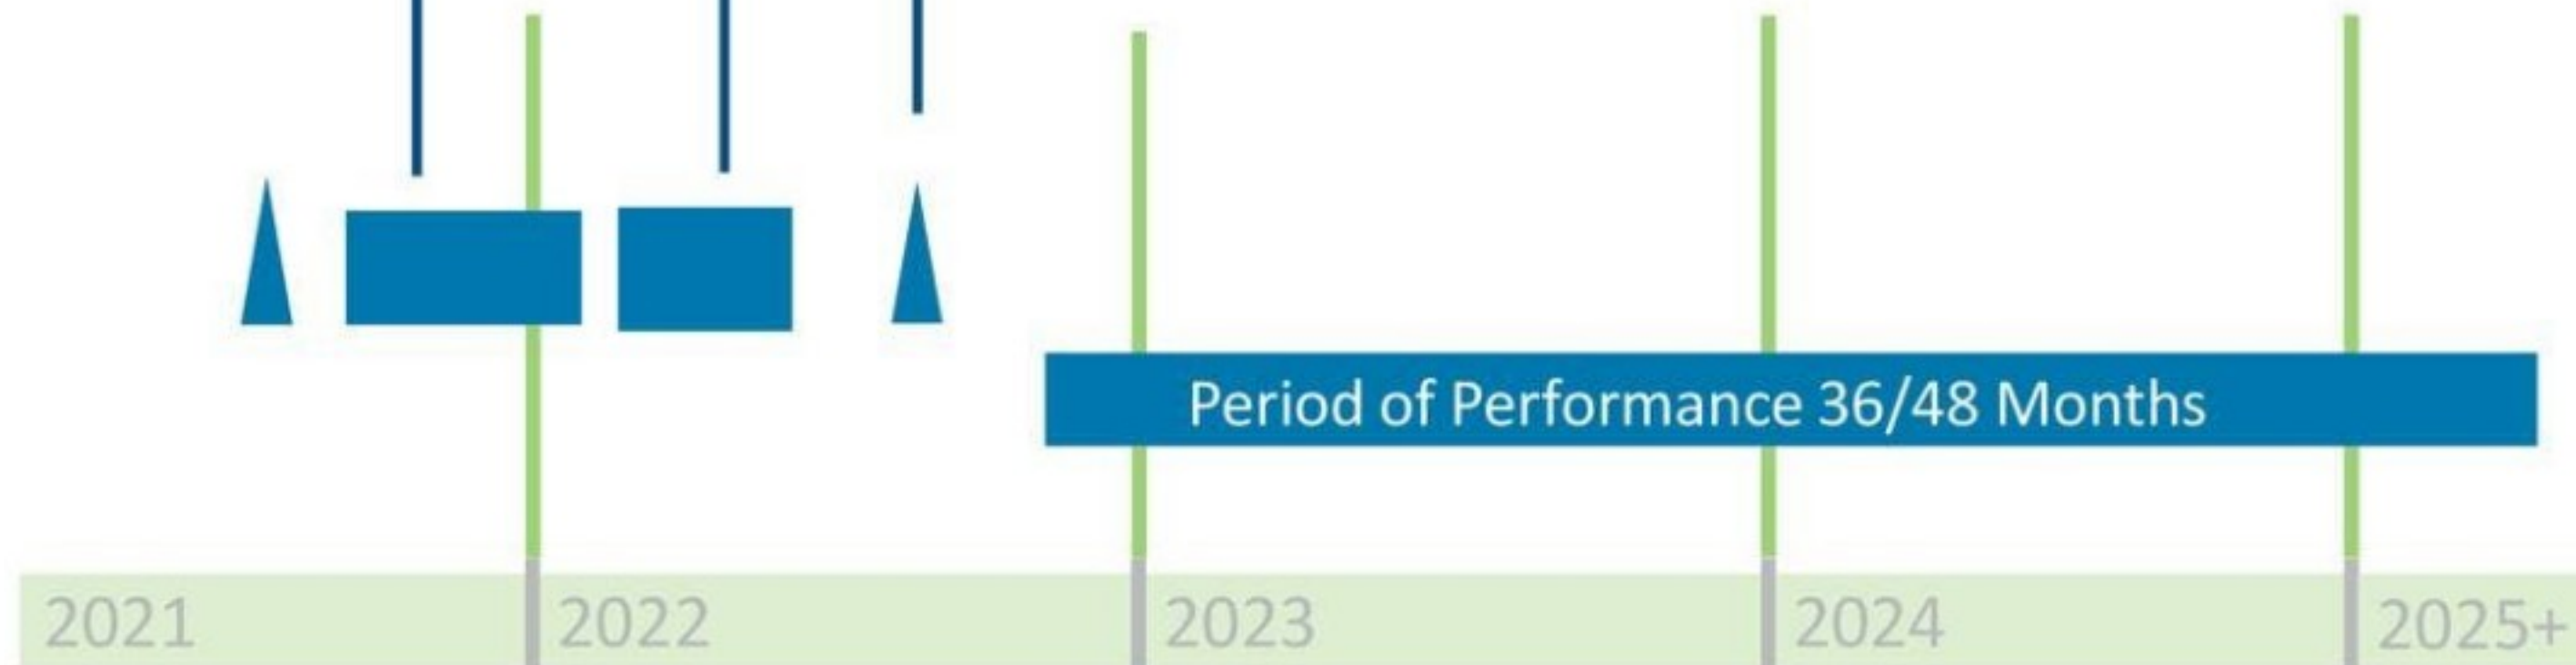 Period of Performance 36/48 Months
2021 2022 2023 2024 2025+